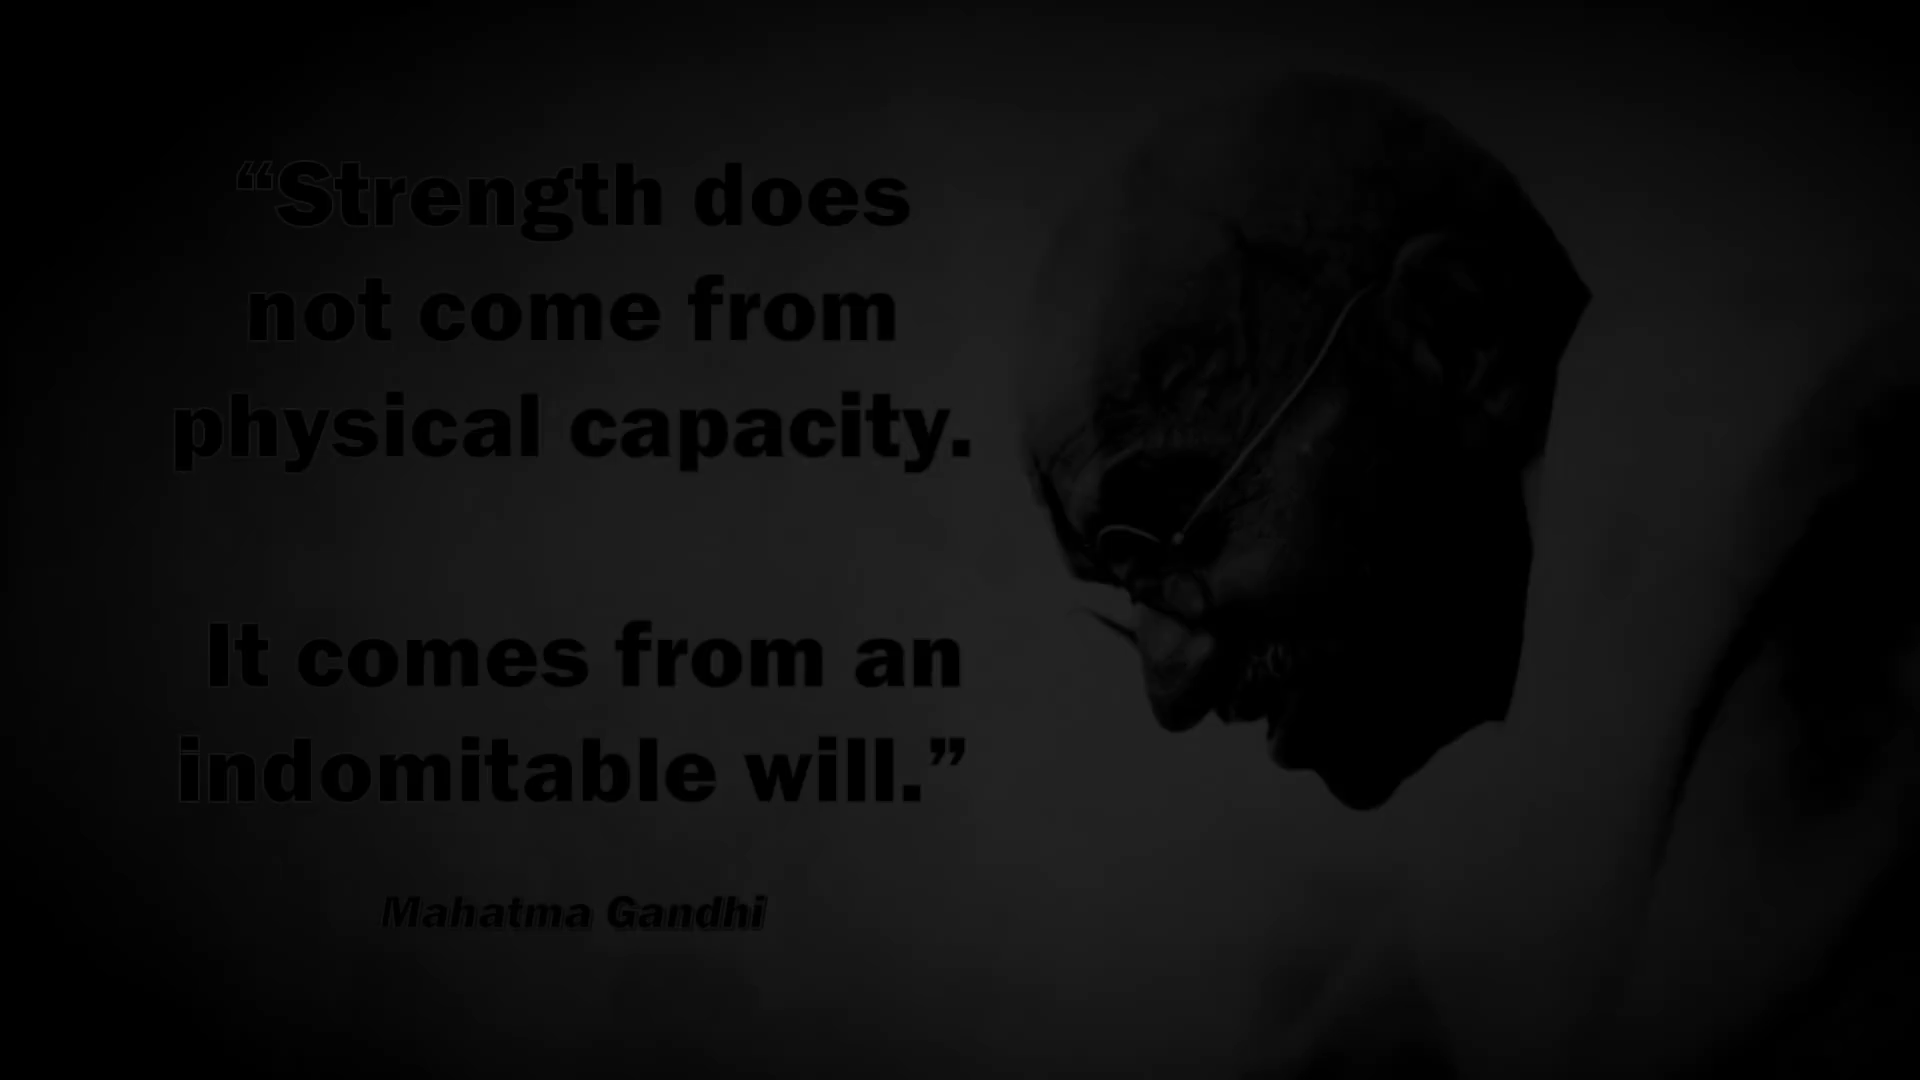 “Strength does
not come from
physical capacity.
It comes from an
indomitable will.”
Mahatma Gandhi